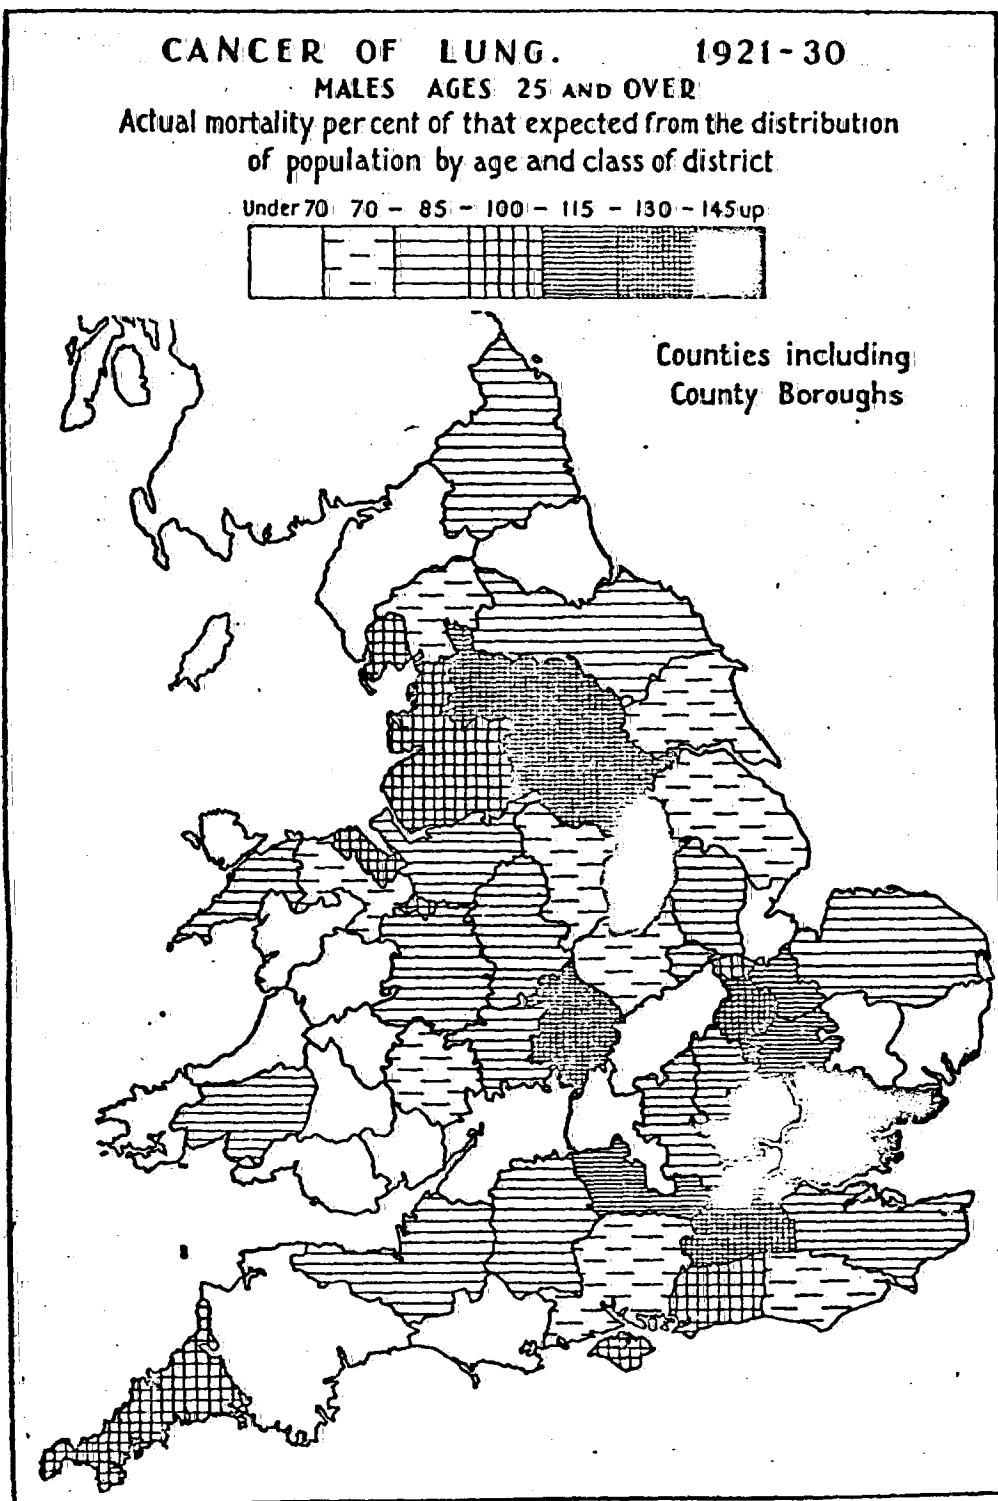 CANCER OF LUNG. 1921-30
MALES AGES 25 AND OVER
Actual mortality per cent of that expected from the distribution
of population by age and class of district
Under 70 70 - 85 - 100 - 115 - 130 - 145 up
Counties including
County Boroughs